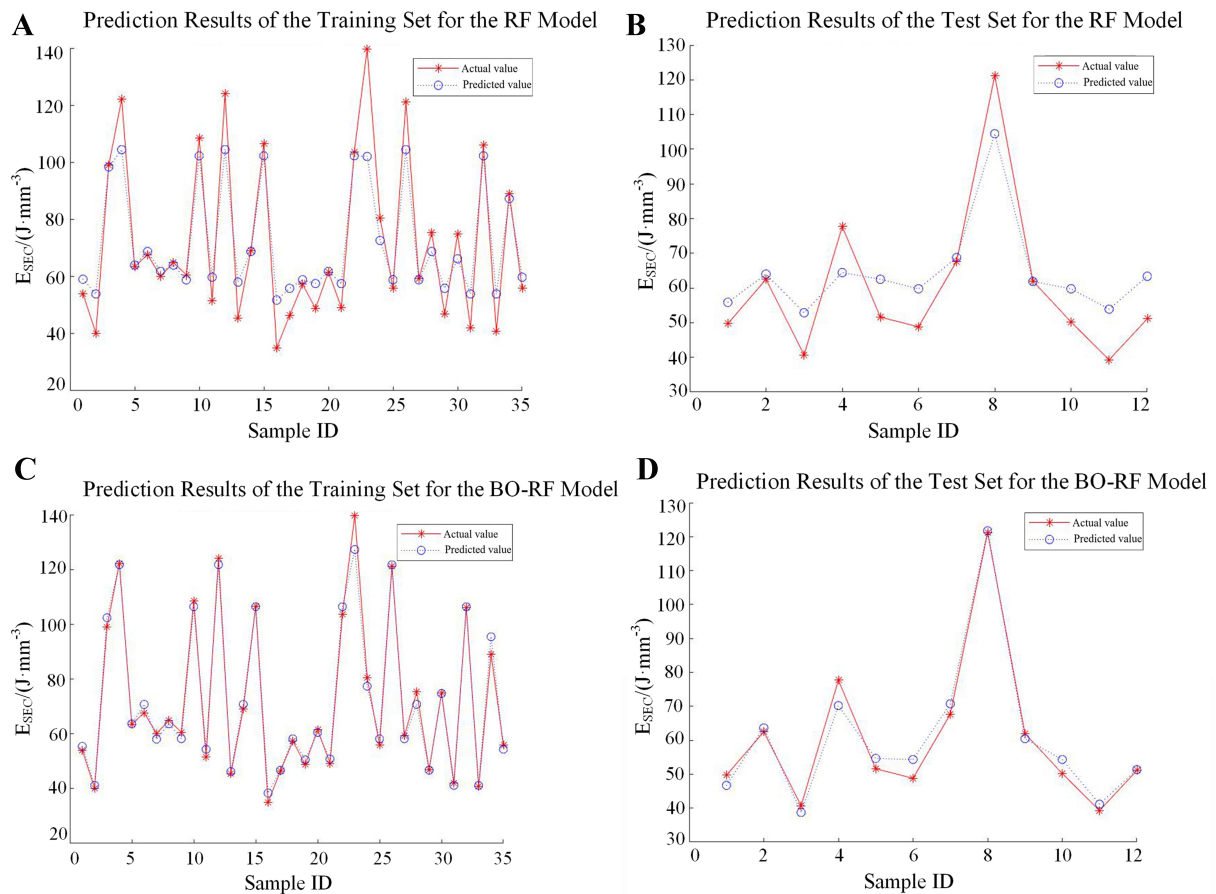 A
Prediction Results of the Training Set for the RF Model
140
120
100
80
60
40
20
E_SEC/(J·mm⁻³)
Actual value
Predicted value
0 5 10 15 20 25 30 35
Sample ID
B
Prediction Results of the Test Set for the RF Model
130
120
110
100
90
80
70
60
50
40
30
E_SEC/(J·mm⁻³)
Actual value
Predicted value
0 2 4 6 8 10 12
Sample ID
C
Prediction Results of the Training Set for the BO-RF Model
140
120
100
80
60
40
20
E_SEC/(J·mm⁻³)
Actual value
Predicted value
0 5 10 15 20 25 30 35
Sample ID
D
Prediction Results of the Test Set for the BO-RF Model
130
120
110
100
90
80
70
60
50
40
30
E_SEC/(J·mm⁻³)
Actual value
Predicted value
0 2 4 6 8 10 12
Sample ID